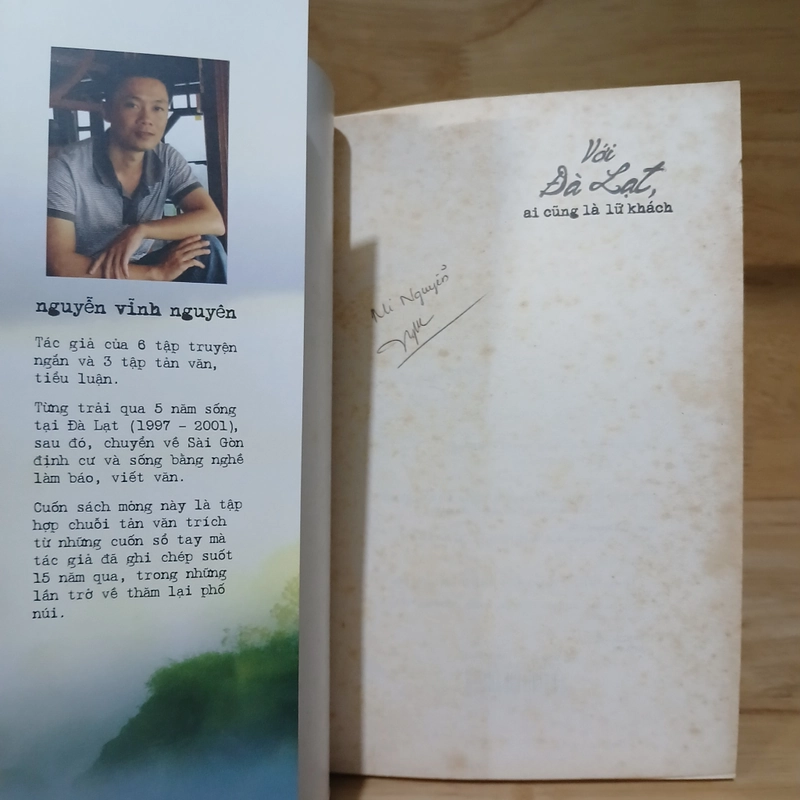 nguyễn vĩnh nguyên
Tác giả của 6 tập truyện
ngắn và 3 tập tản văn,
tiểu luận.
Từng trải qua 5 năm sống
tại Đà Lạt (1997 - 2001),
sau đó, chuyển về Sài Gòn
định cư và sống bằng nghề
làm báo, viết văn.
Cuốn sách mỏng này là tập
hợp chuỗi tản văn trích
từ những cuốn sổ tay mà
tác giả đã ghi chép suốt
15 năm qua, trong những
lần trở về thăm lại phố
núi.
Với
Đà Lạt,
ai cũng là lữ khách
Mi Nguyễn